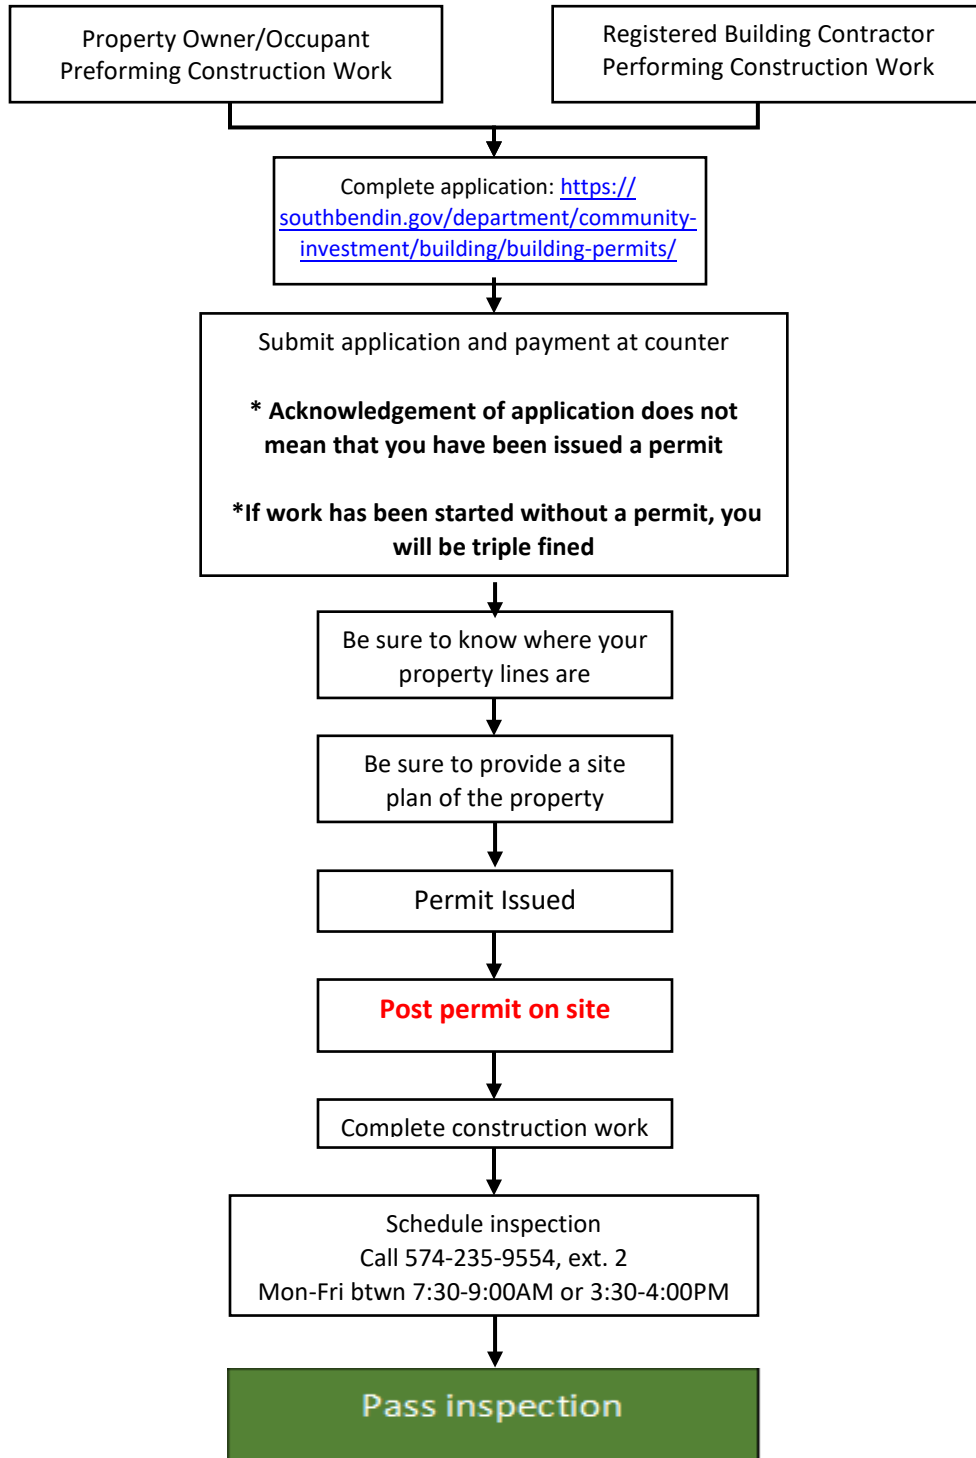 Property Owner/Occupant
Preforming Construction Work
Registered Building Contractor
Performing Construction Work
Complete application: https://
southbendin.gov/department/community-
investment/building/building-permits/
Submit application and payment at counter
* Acknowledgement of application does not
mean that you have been issued a permit
*If work has been started without a permit, you
will be triple fined
Be sure to know where your
property lines are
Be sure to provide a site
plan of the property
Permit Issued
Post permit on site
Complete construction work
Schedule inspection
Call 574-235-9554, ext. 2
Mon-Fri btwn 7:30-9:00AM or 3:30-4:00PM
Pass inspection